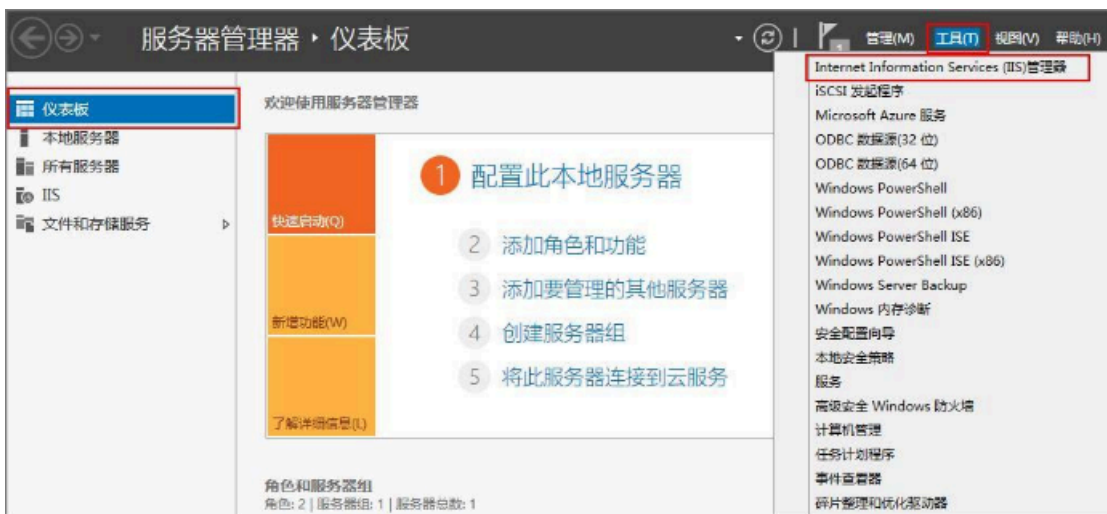 服务器管理器 · 仪表板
管理(M) 工具(T) 视图(V) 帮助(H)
仪表板
本地服务器
所有服务器
IIS
文件和存储服务
欢迎使用服务器管理器
快速启动(Q)
新增功能(W)
了解详细信息(L)
1 配置此本地服务器
2 添加角色和功能
3 添加要管理的其他服务器
4 创建服务器组
5 将此服务器连接到云服务
角色和服务器组
角色: 2 | 服务器组: 1 | 服务器总数: 1
Internet Information Services (IIS)管理器
iSCSI 发起程序
Microsoft Azure 服务
ODBC 数据源(32 位)
ODBC 数据源(64 位)
Windows PowerShell
Windows PowerShell (x86)
Windows PowerShell ISE
Windows PowerShell ISE (x86)
Windows Server Backup
Windows 内存诊断
安全配置向导
本地安全策略
服务
高级安全 Windows 防火墙
计算机管理
任务计划程序
事件查看器
碎片整理和优化驱动器